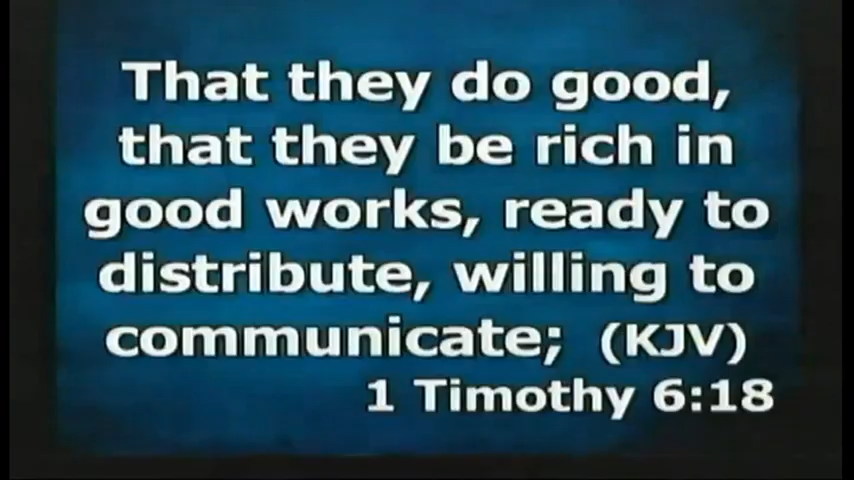 That they do good,
that they be rich in
good works, ready to
distribute, willing to
communicate; (KJV)
1 Timothy 6:18